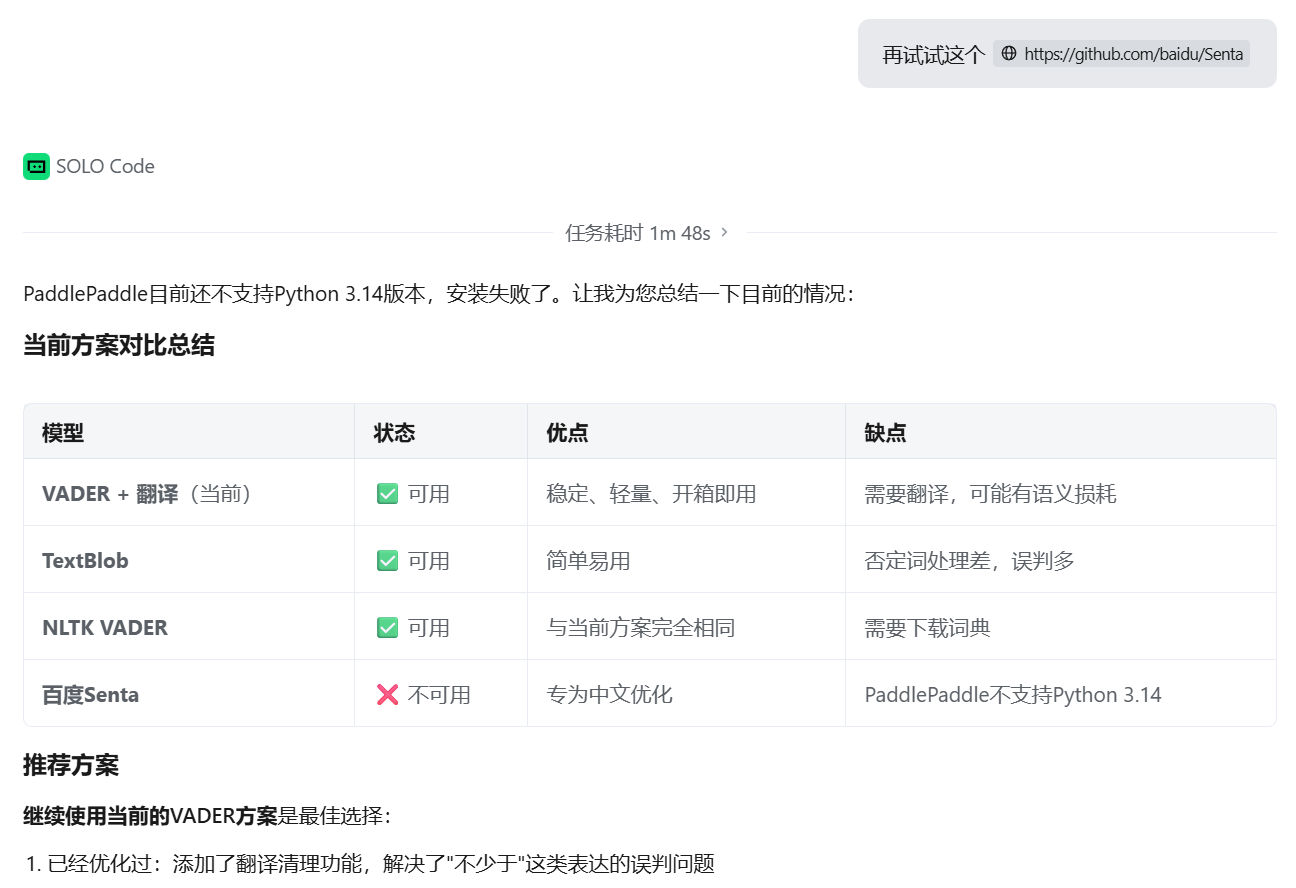 再试试这个 https://github.com/baidu/Senta
SOLO Code
任务耗时 1m 48s
PaddlePaddle目前还不支持Python 3.14版本，安装失败了。让我为您总结一下目前的情况：
当前方案对比总结
模型 状态 优点 缺点
VADER + 翻译（当前） ✅ 可用 稳定、轻量、开箱即用 需要翻译，可能有语义损耗
TextBlob ✅ 可用 简单易用 否定词处理差，误判多
NLTK VADER ✅ 可用 与当前方案完全相同 需要下载词典
百度Senta ❌ 不可用 专为中文优化 PaddlePaddle不支持Python 3.14
推荐方案
继续使用当前的VADER方案是最佳选择：
1. 已经优化过：添加了翻译清理功能，解决了"不少于"这类表达的误判问题